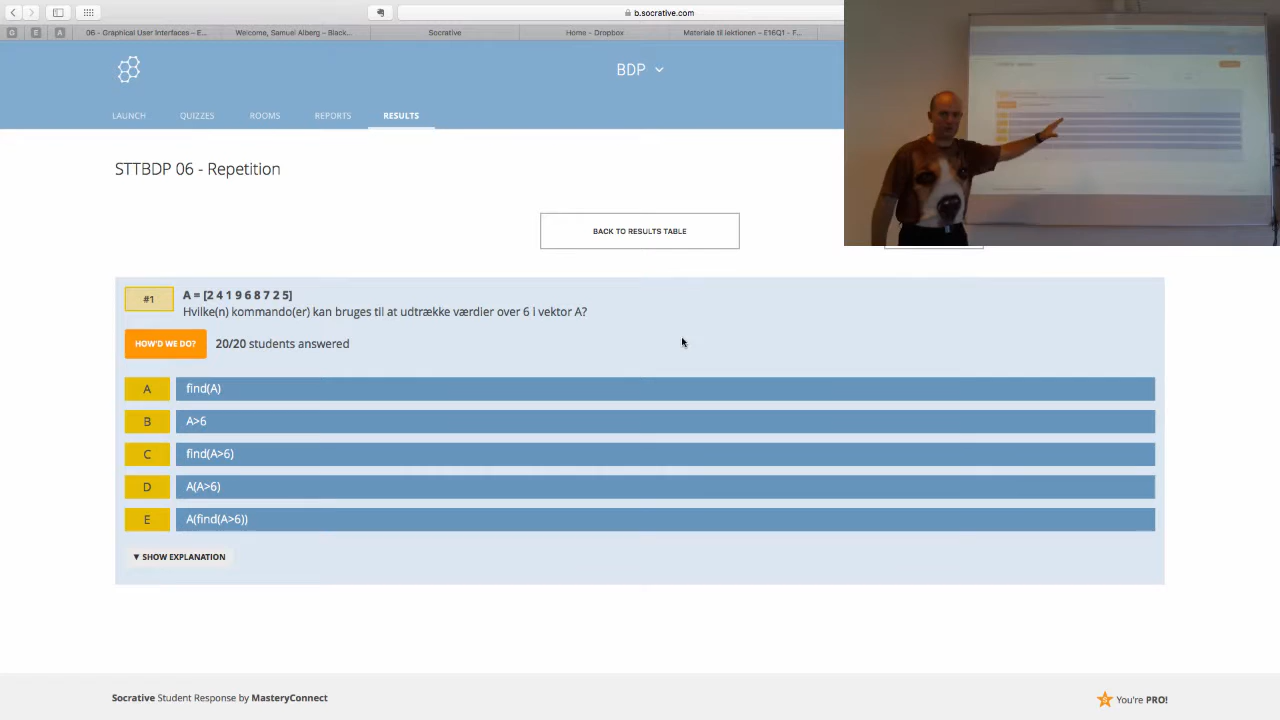 b.socrative.com
G
E
A
06 - Graphical User Interfaces – E...
Welcome, Samuel Alberg – Black...
Socrative
Home - Dropbox
Materiale til lektionen – E16Q1 - F...
BDP
LAUNCH
QUIZZES
ROOMS
REPORTS
RESULTS
STTBDP 06 - Repetition
BACK TO RESULTS TABLE
#1
A = [2 4 1 9 6 8 7 2 5]
Hvilke(n) kommando(er) kan bruges til at udtrække værdier over 6 i vektor A?
HOW'D WE DO?
20/20 students answered
A find(A)
B A>6
C find(A>6)
D A(A>6)
E A(find(A>6))
▼ SHOW EXPLANATION
Socrative Student Response by MasteryConnect
You're PRO!